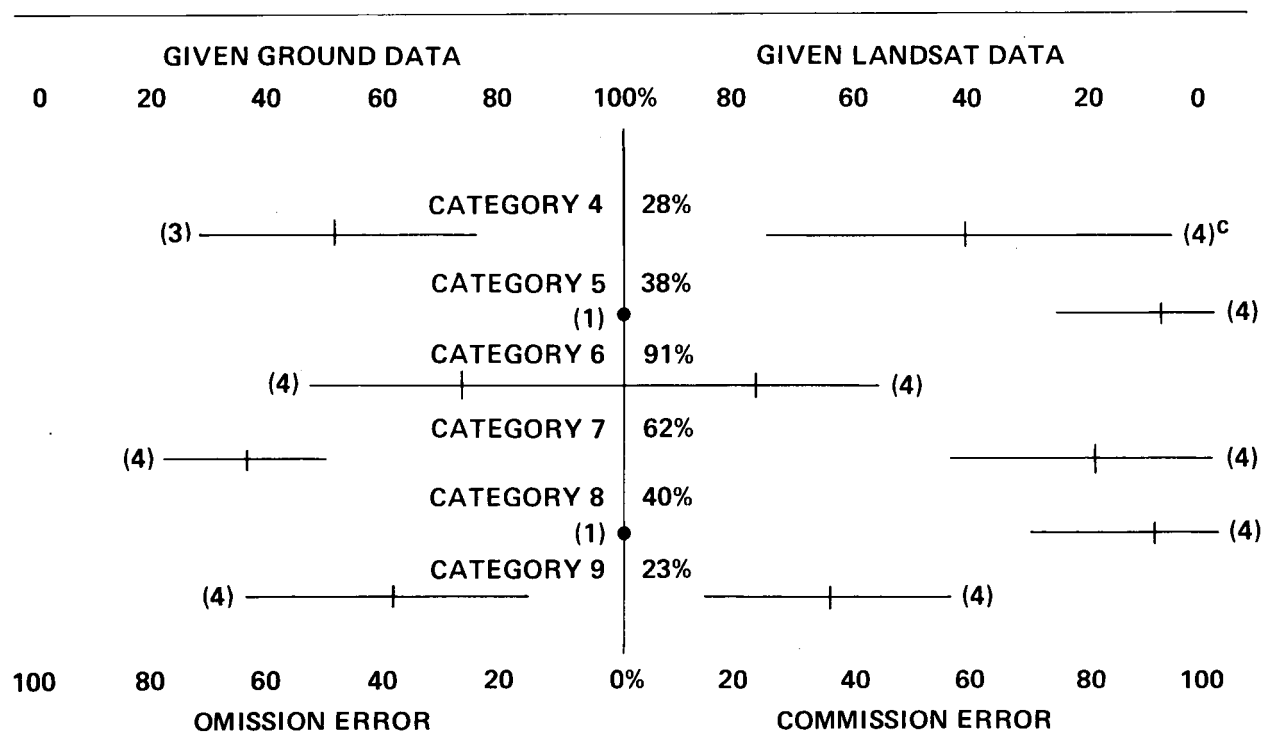 GIVEN GROUND DATA GIVEN LANDSAT DATA
0 20 40 60 80 100% 80 60 40 20 0
CATEGORY 4 28%
(3) (4)c
CATEGORY 5 38%
(1) (4)
CATEGORY 6 91%
(4) (4)
CATEGORY 7 62%
(4) (4)
CATEGORY 8 40%
(1) (4)
CATEGORY 9 23%
(4) (4)
100 80 60 40 20 0% 20 40 60 80 100
OMISSION ERROR COMMISSION ERROR